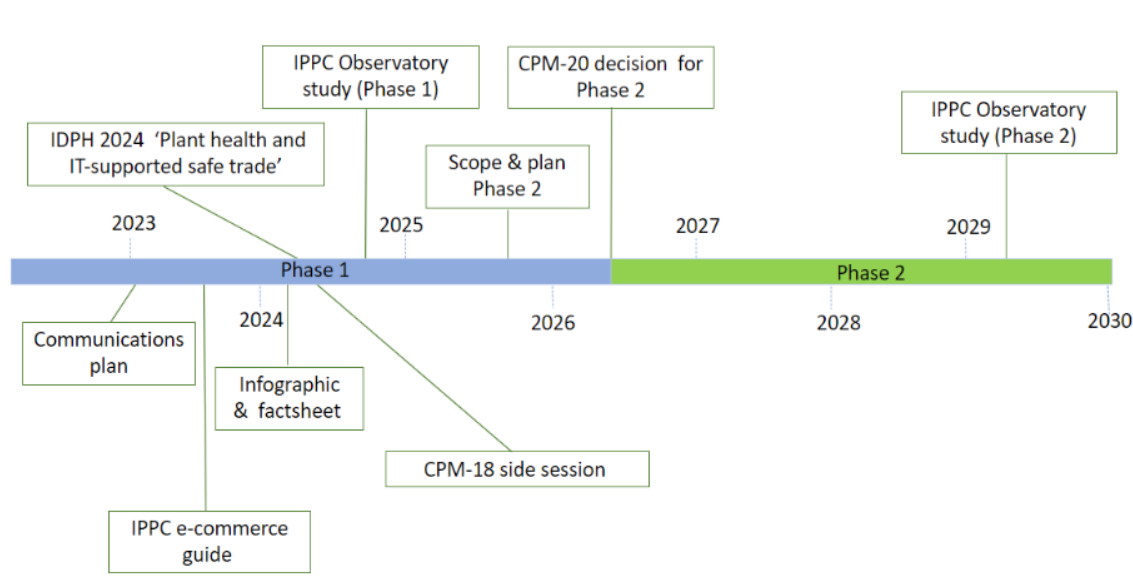 IPPC Observatory
study (Phase 1)
CPM-20 decision for
Phase 2
IPPC Observatory
study (Phase 2)
IDPH 2024 ‘Plant health and
IT-supported safe trade’
Scope & plan
Phase 2
2023
2025
2027
2029
Phase 1
Phase 2
2024
2026
2028
2030
Communications
plan
Infographic
& factsheet
CPM-18 side session
IPPC e-commerce
guide